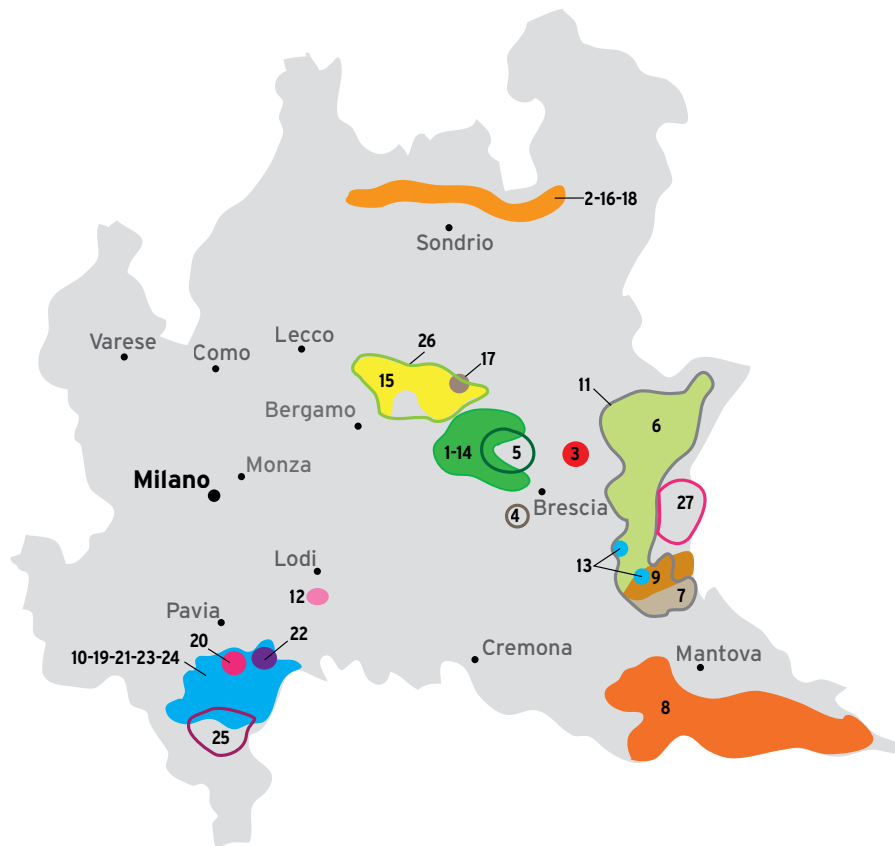 2-16-18
Sondrio
Varese
Como
Lecco
26
17
15
11
6
Bergamo
1-14
5
3
Monza
Milano
Brescia
27
4
13
Lodi
9
12
7
Pavia
20
22
10-19-21-23-24
Cremona
Mantova
8
25